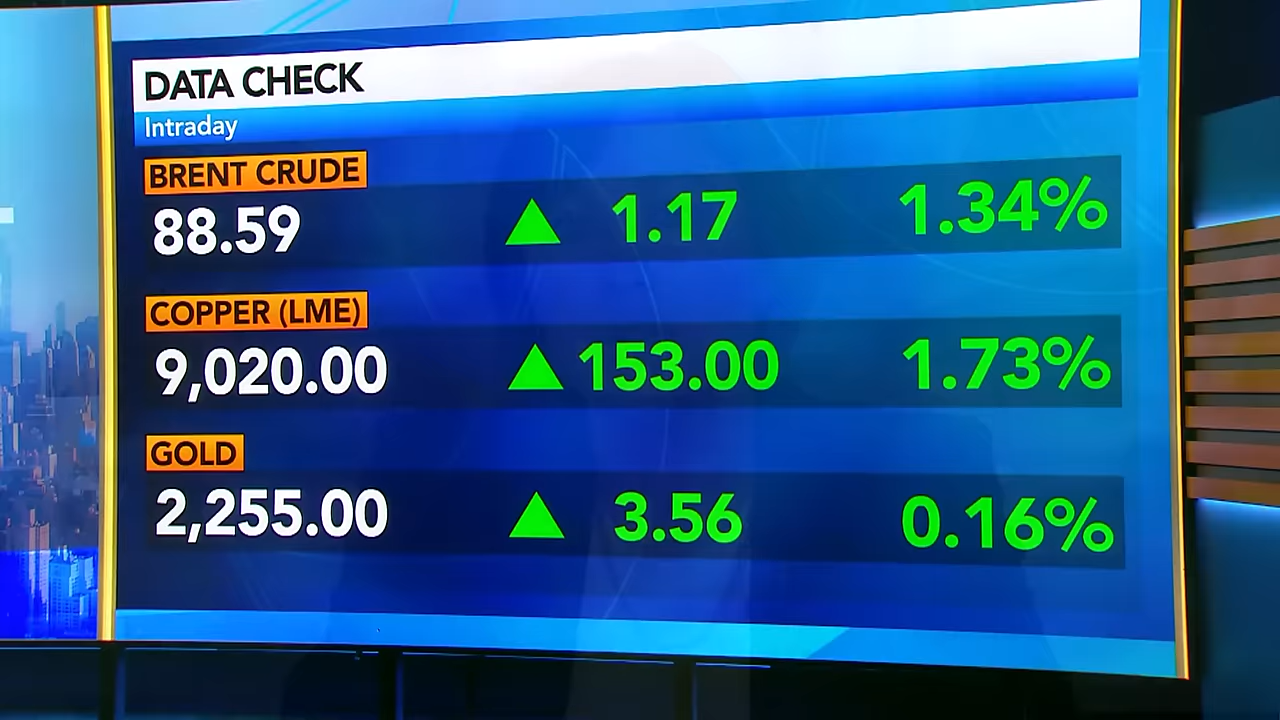 DATA CHECK
Intraday
BRENT CRUDE
88.59 ▲ 1.17 1.34%
COPPER (LME)
9,020.00 ▲ 153.00 1.73%
GOLD
2,255.00 ▲ 3.56 0.16%